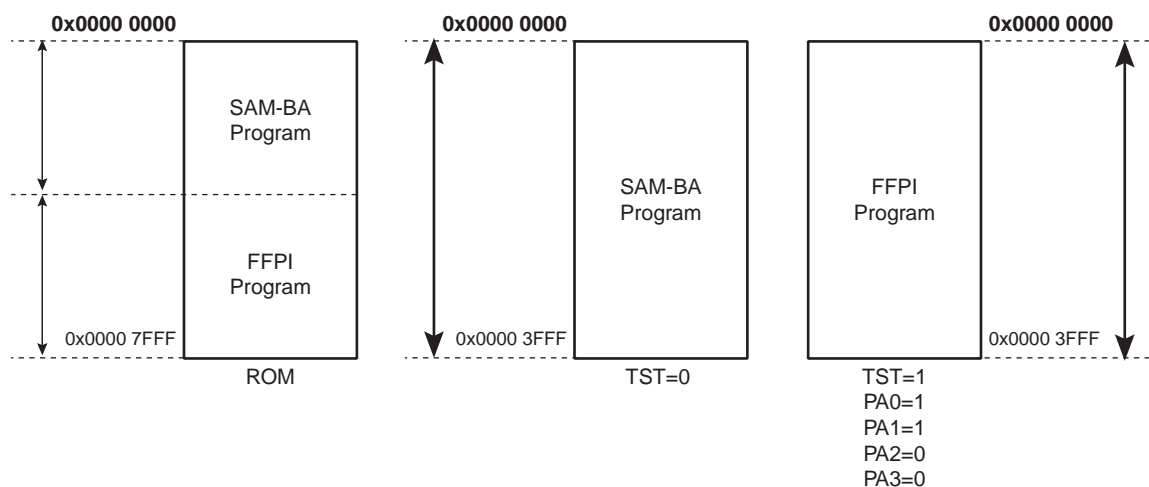 0x0000 0000
SAM-BA
Program
FFPI
Program
0x0000 7FFF
ROM
0x0000 0000
SAM-BA
Program
0x0000 3FFF
TST=0
0x0000 0000
FFPI
Program
0x0000 3FFF
TST=1
PA0=1
PA1=1
PA2=0
PA3=0